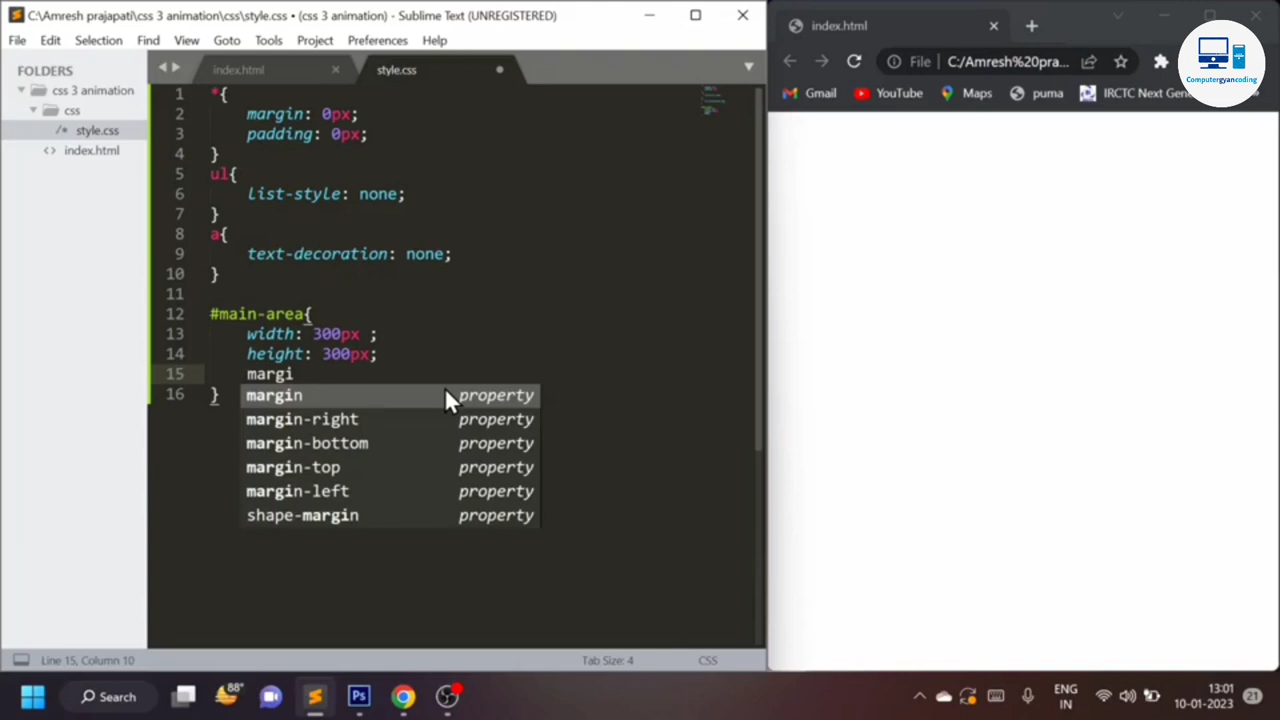 C:\Amresh prajapati\css 3 animation\css\style.css • (css 3 animation) - Sublime Text (UNREGISTERED)
File Edit Selection Find View Goto Tools Project Preferences Help
FOLDERS
css 3 animation
css
/* style.css
<> index.html
index.html
style.css
1 *{
2 margin: 0px;
3 padding: 0px;
4 }
5 ul{
6 list-style: none;
7 }
8 a{
9 text-decoration: none;
10 }
11
12 #main-area{
13 width: 300px ;
14 height: 300px;
15 margi
16 }
margin property
margin-right property
margin-bottom property
margin-top property
margin-left property
shape-margin property
Line 15, Column 10
Tab Size: 4
CSS
index.html
File C:/Amresh%20pra...
Gmail YouTube Maps puma IRCTC Next Gene
Computergyancoding
Search
88°
Ps
ENG
IN
13:01
10-01-2023
21